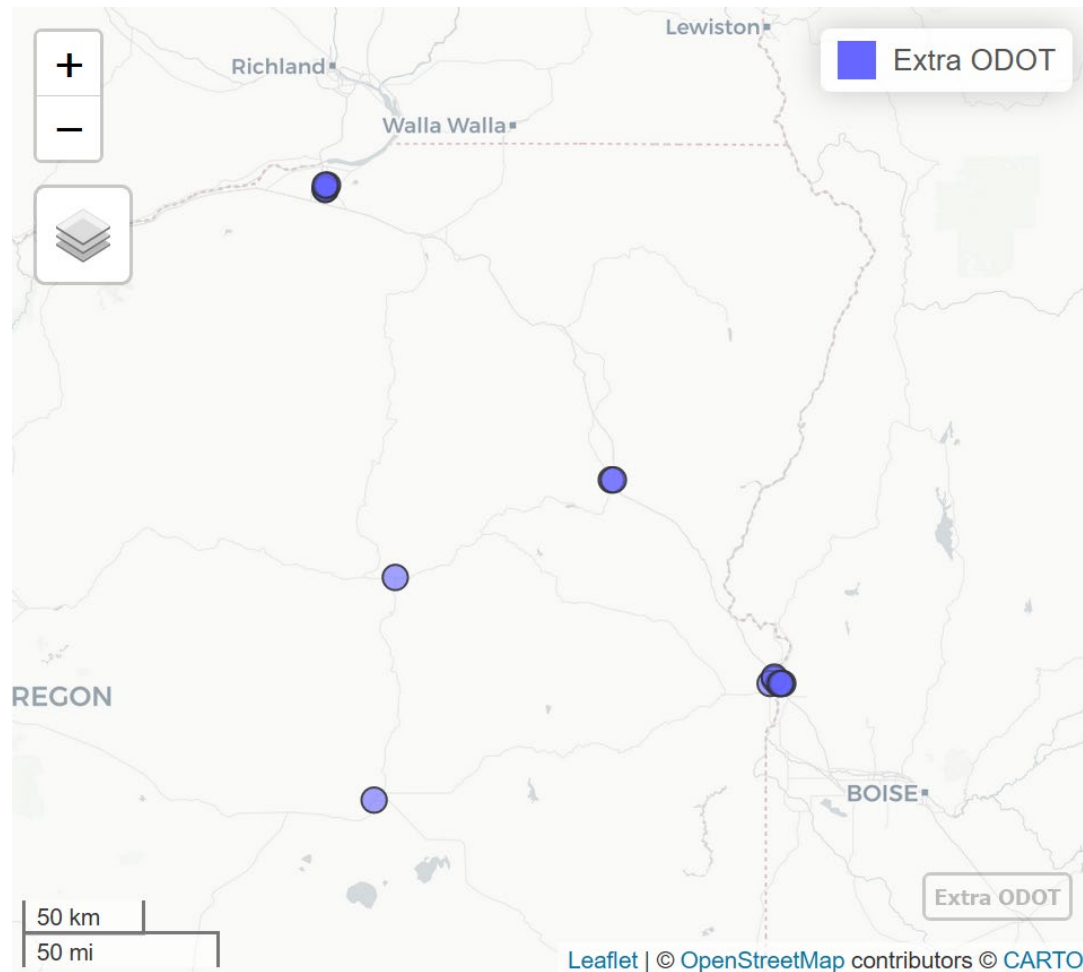 Lewiston
+
Extra ODOT
Richland
−
Walla Walla
REGON
BOISE
Extra ODOT
50 km
50 mi
Leaflet | © OpenStreetMap contributors © CARTO